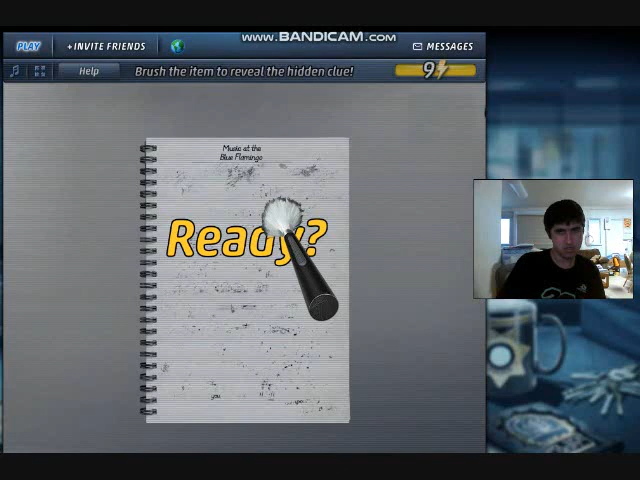 WWW.BANDICAM.COM
PLAY +INVITE FRIENDS MESSAGES
Help Brush the item to reveal the hidden clue! 9
Music at the
Blue Flamingo
Ready?
you